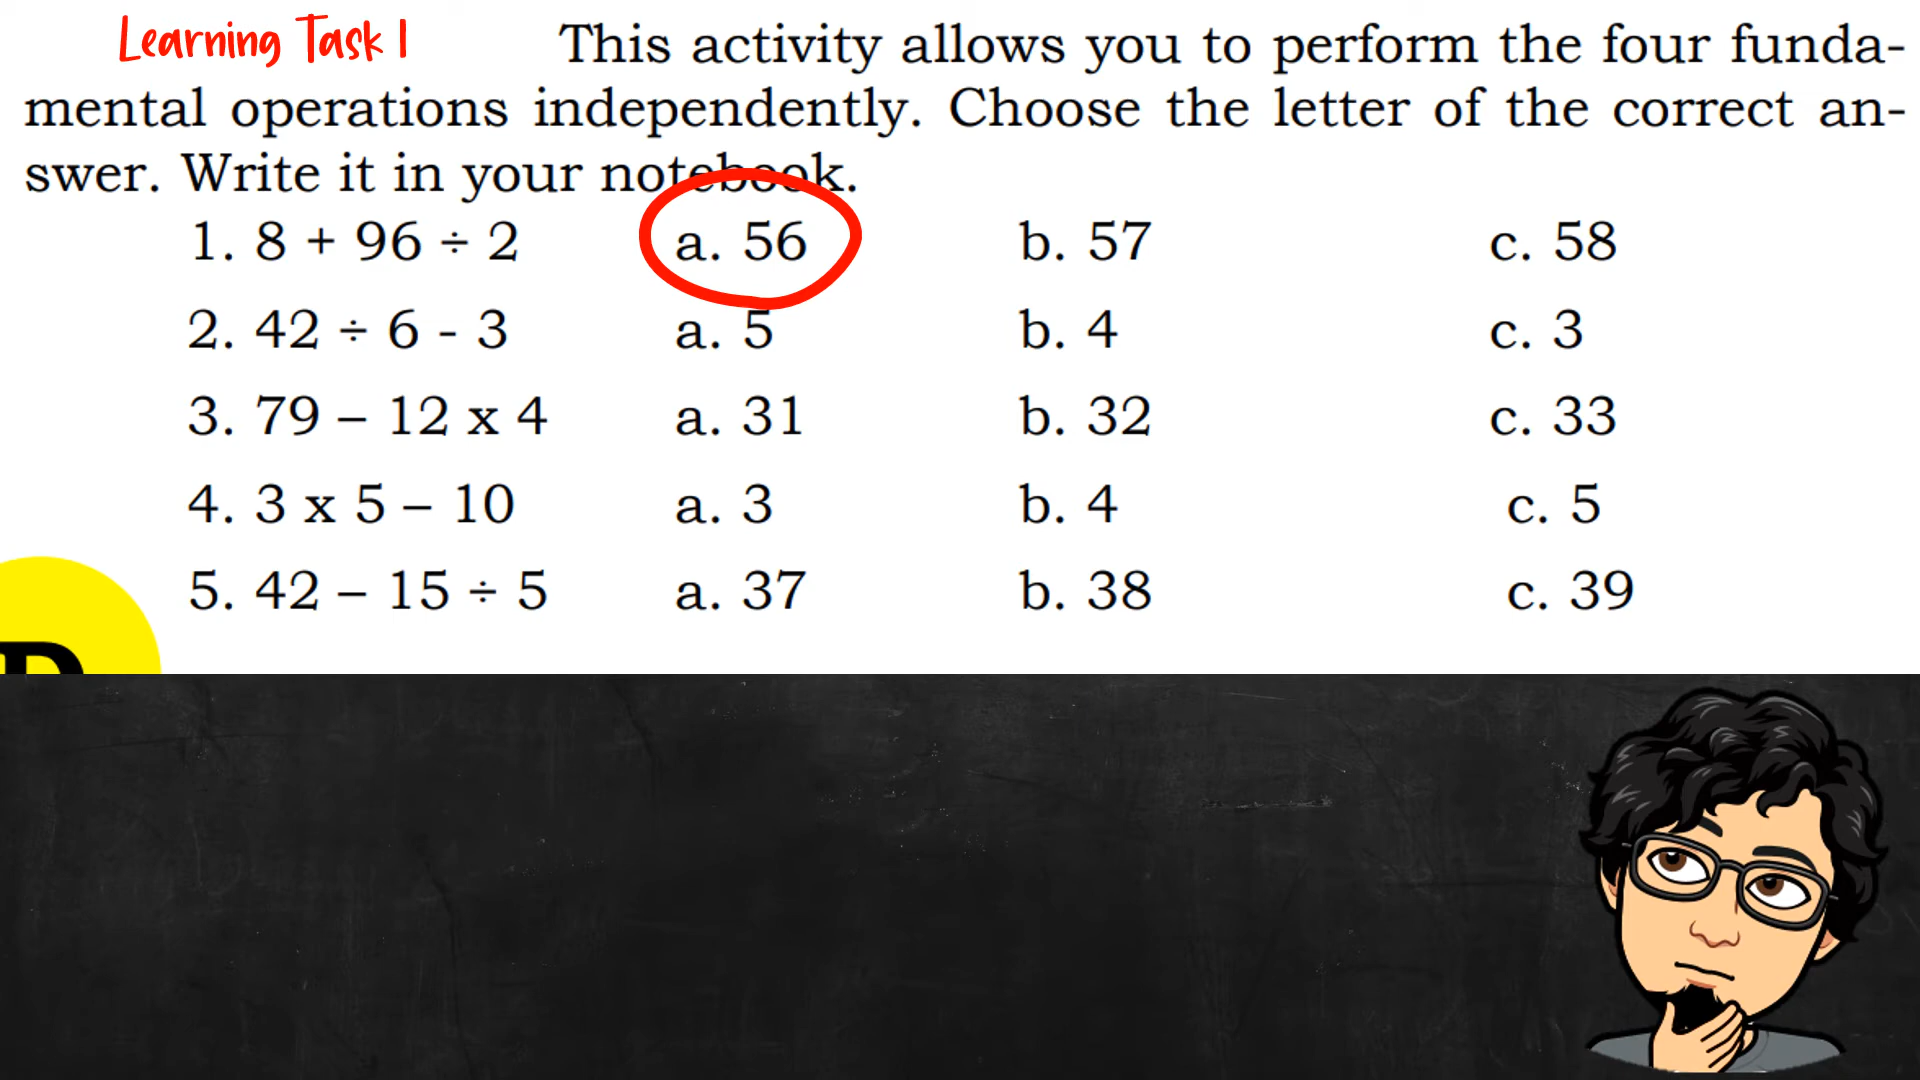 Learning Task 1 This activity allows you to perform the four funda-
mental operations independently. Choose the letter of the correct an-
swer. Write it in your notebook.
1. 8 + 96 ÷ 2 a. 56 b. 57 c. 58
2. 42 ÷ 6 - 3 a. 5 b. 4 c. 3
3. 79 – 12 x 4 a. 31 b. 32 c. 33
4. 3 x 5 – 10 a. 3 b. 4 c. 5
5. 42 – 15 ÷ 5 a. 37 b. 38 c. 39